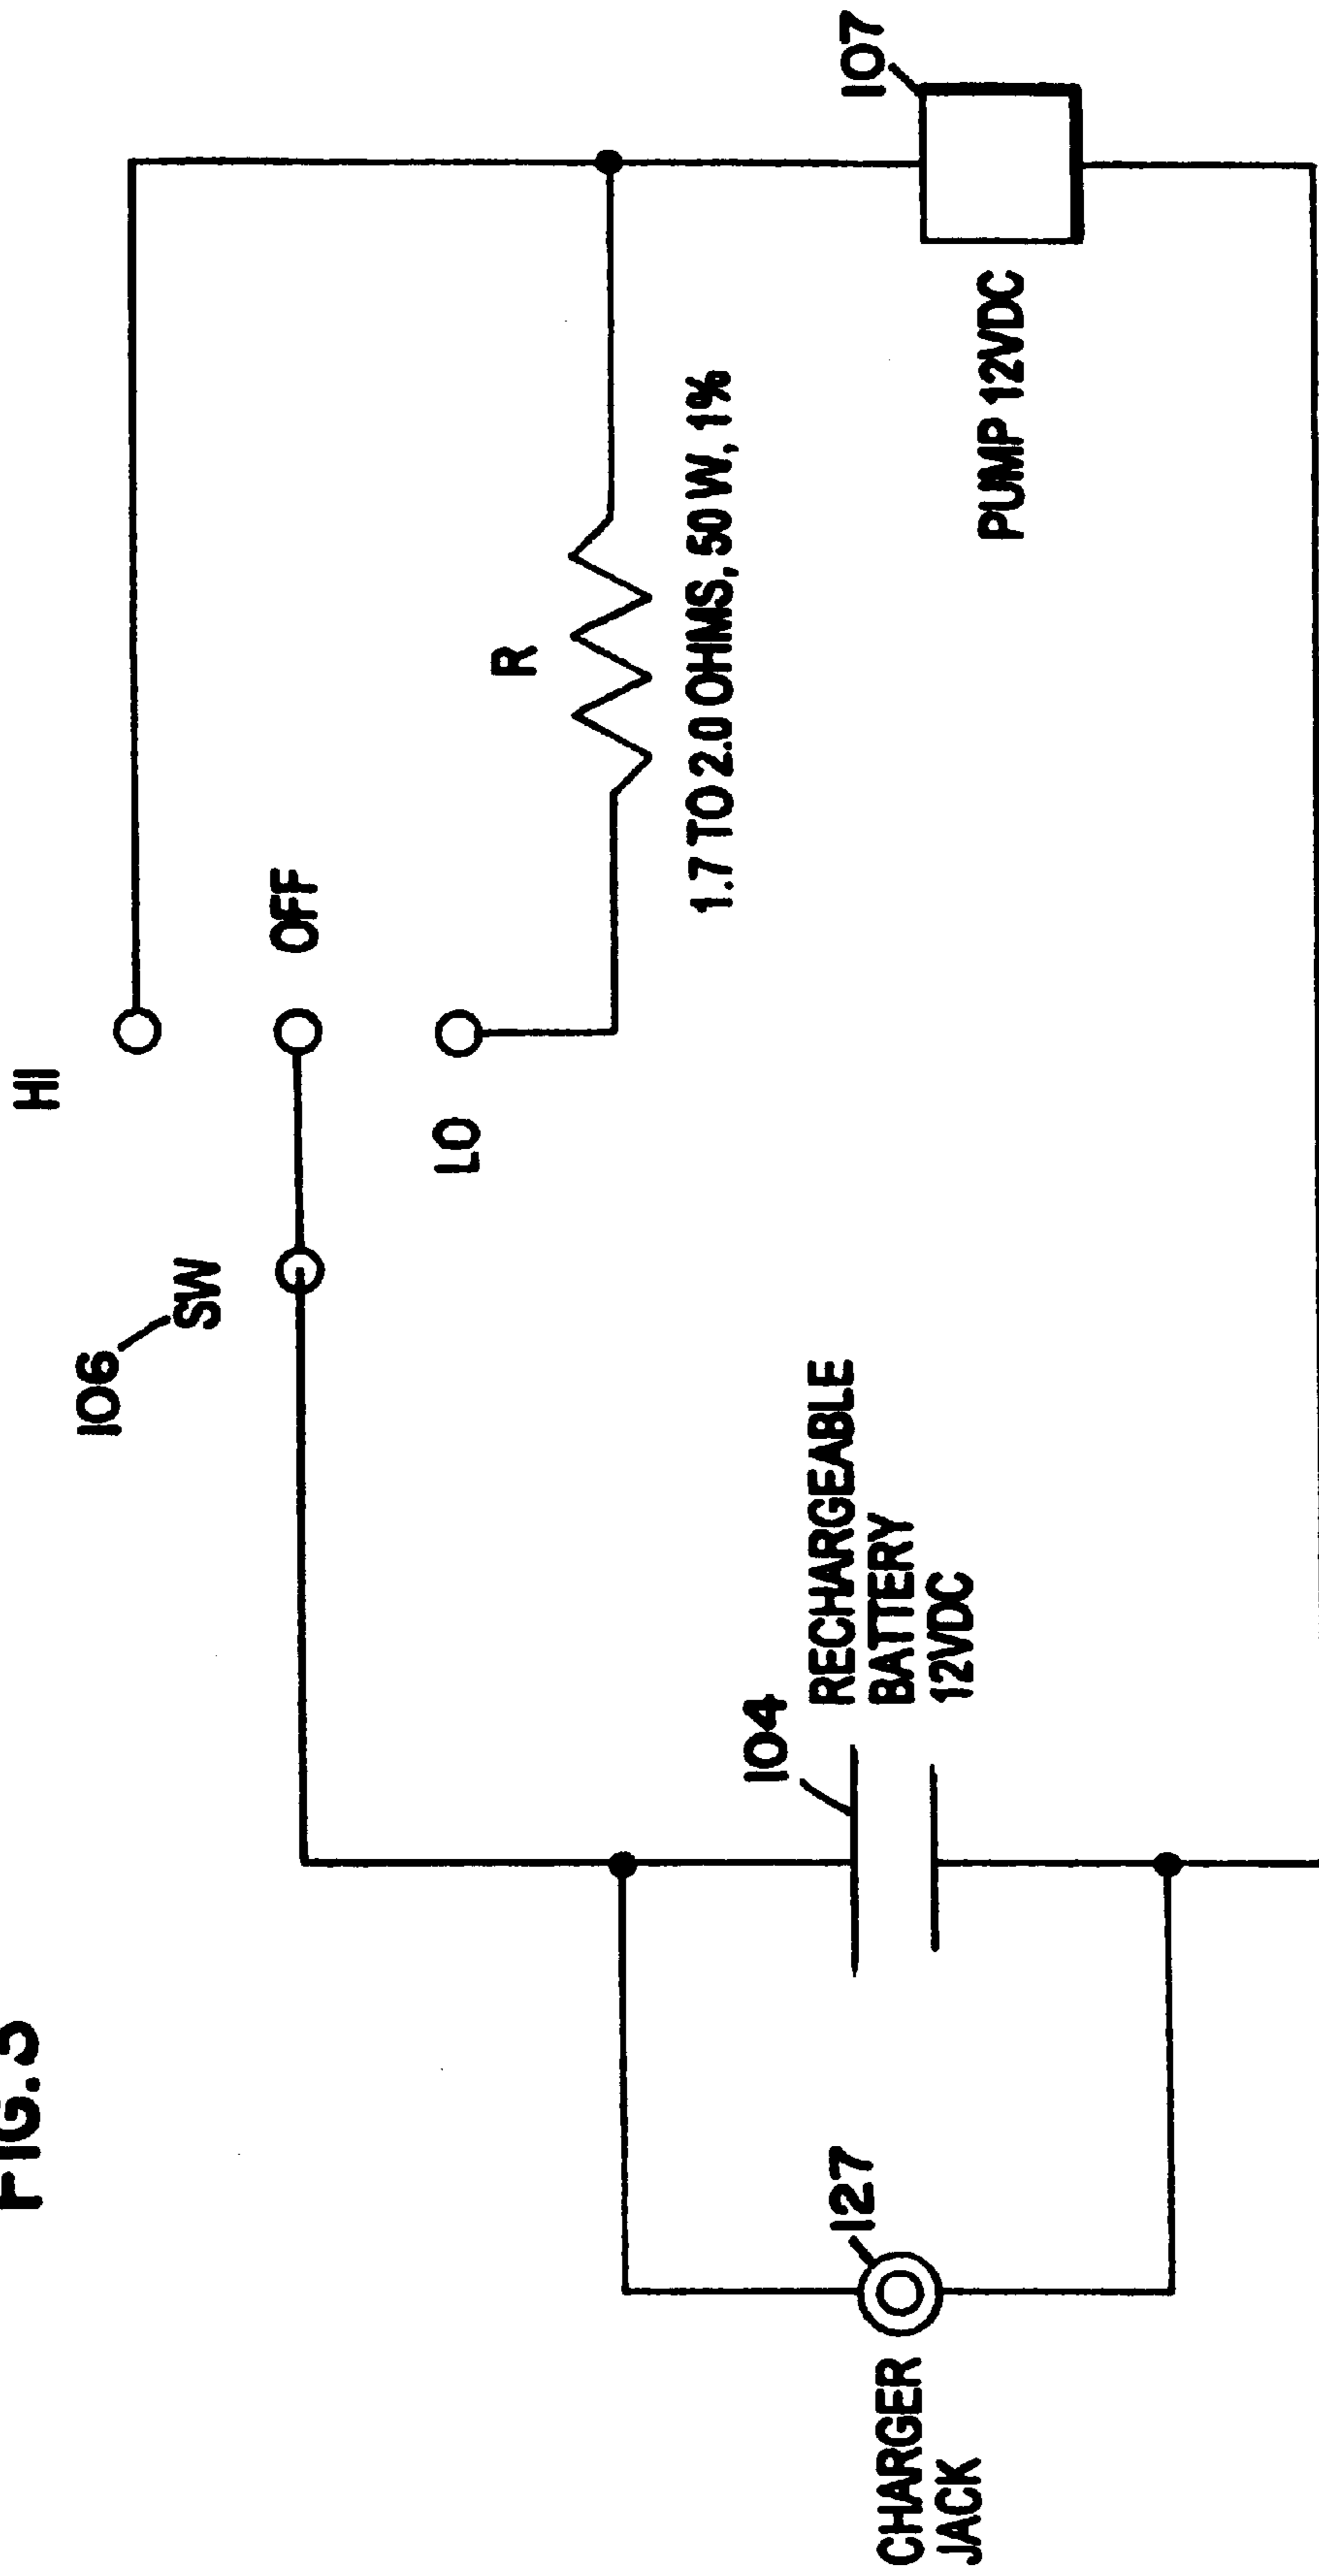 FIG.
HI
106
SW
OFF
LO
R
1.7 TO 2.0 OHMS, 50 W, 1%
107
PUMP 12VDC
104
RECHARGEABLE
BATTERY
12VDC
127
CHARGER
JACK